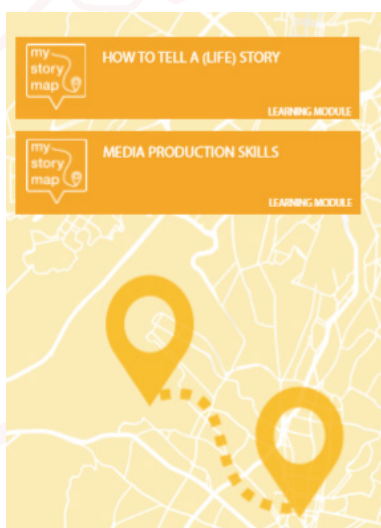 my
story
map
HOW TO TELL A (LIFE) STORY
LEARNING MODULE
my
story
map
MEDIA PRODUCTION SKILLS
LEARNING MODULE